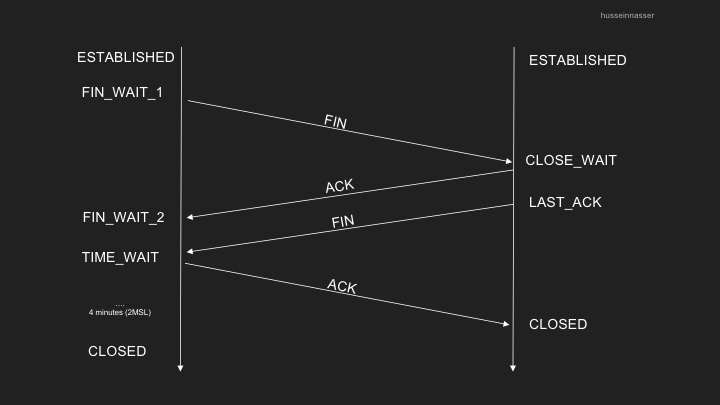 husseinnasser
ESTABLISHED
ESTABLISHED
FIN_WAIT_1
FIN
CLOSE_WAIT
ACK
LAST_ACK
FIN_WAIT_2
FIN
TIME_WAIT
ACK
....
4 minutes (2MSL)
CLOSED
CLOSED